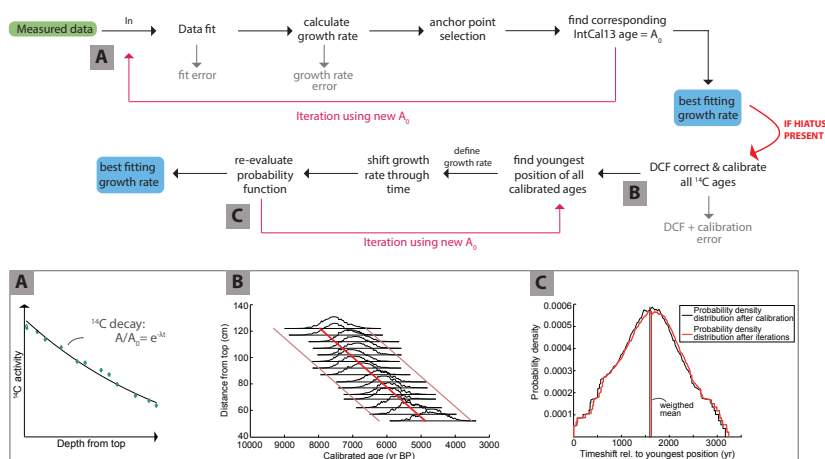 Measured data
In
Data fit
calculate
growth rate
anchor point
selection
find corresponding
IntCal13 age = A₀
A
fit error
growth rate
error
Iteration using new A₀
best fitting
growth rate
IF HIATUS
PRESENT
best fitting
growth rate
re-evaluate
probability
function
shift growth
rate through
time
define
growth rate
find youngest
position of all
calibrated ages
DCF correct & calibrate
all ¹⁴C ages
B
C
DCF + calibration
error
Iteration using new A₀
A
¹⁴C decay:
A/A₀= e^-λt
¹⁴C activity
Depth from top
B
140
120
100
80
60
40
Distance from top (cm)
10000 9000 8000 7000 6000 5000 4000 3000
Calibrated age (yr BP)
C
0.0006
0.0005
0.0004
0.0003
0.0002
0.0001
Probability density
Probability density
distribution after calibration
Probability density
distribution after iterations
weigthed
mean
0 1000 2000 3000
Timeshift rel. to youngest position (yr)